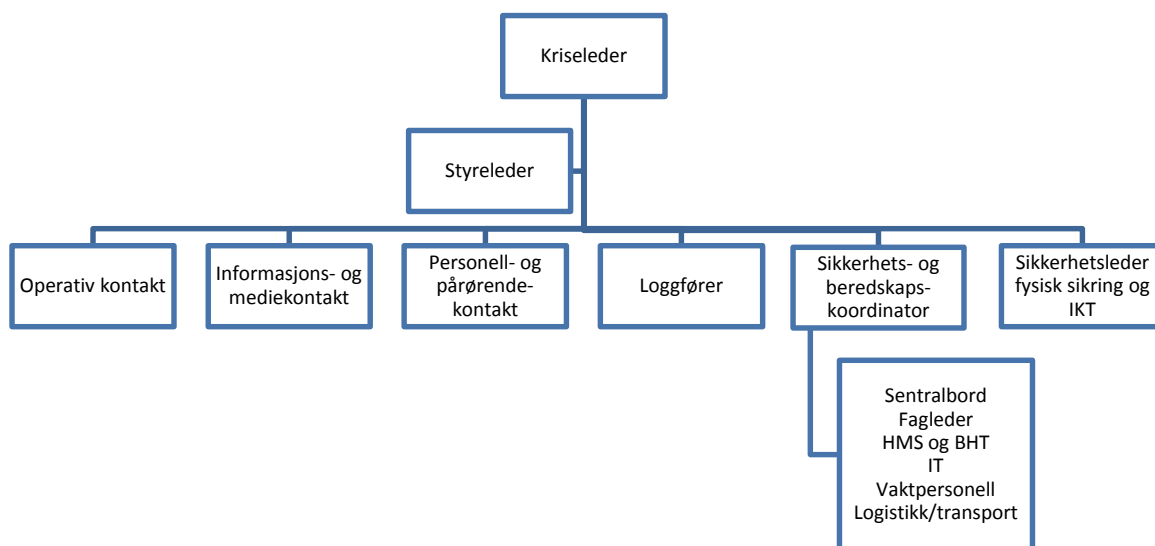 Kriseleder
Styreleder
Operativ kontakt
Informasjons- og
mediekontakt
Personell- og
pårørende-
kontakt
Loggfører
Sikkerhets- og
beredskaps-
koordinator
Sikkerhetsleder
fysisk sikring og
IKT
Sentralbord
Fagleder
HMS og BHT
IT
Vaktpersonell
Logistikk/transport